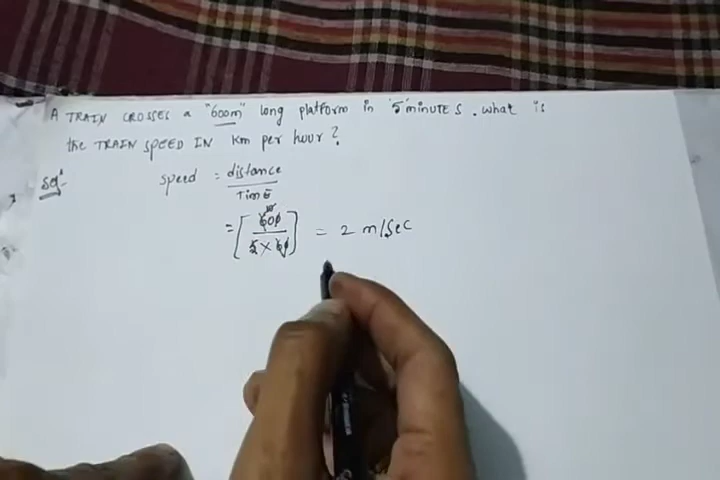 A TRAIN CROSSES a "600m" long platform in 5 minutes. what is
the TRAIN SPEED IN Km per hour?
Sol: speed = distance / Time
= [600 / 5 x 60] = 2 m/sec